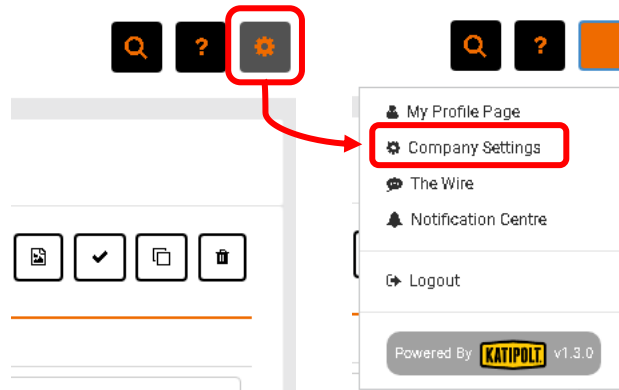 ?
?
My Profile Page
Company Settings
The Wire
Notification Centre
Logout
Powered By KATIPOLT. v1.3.0